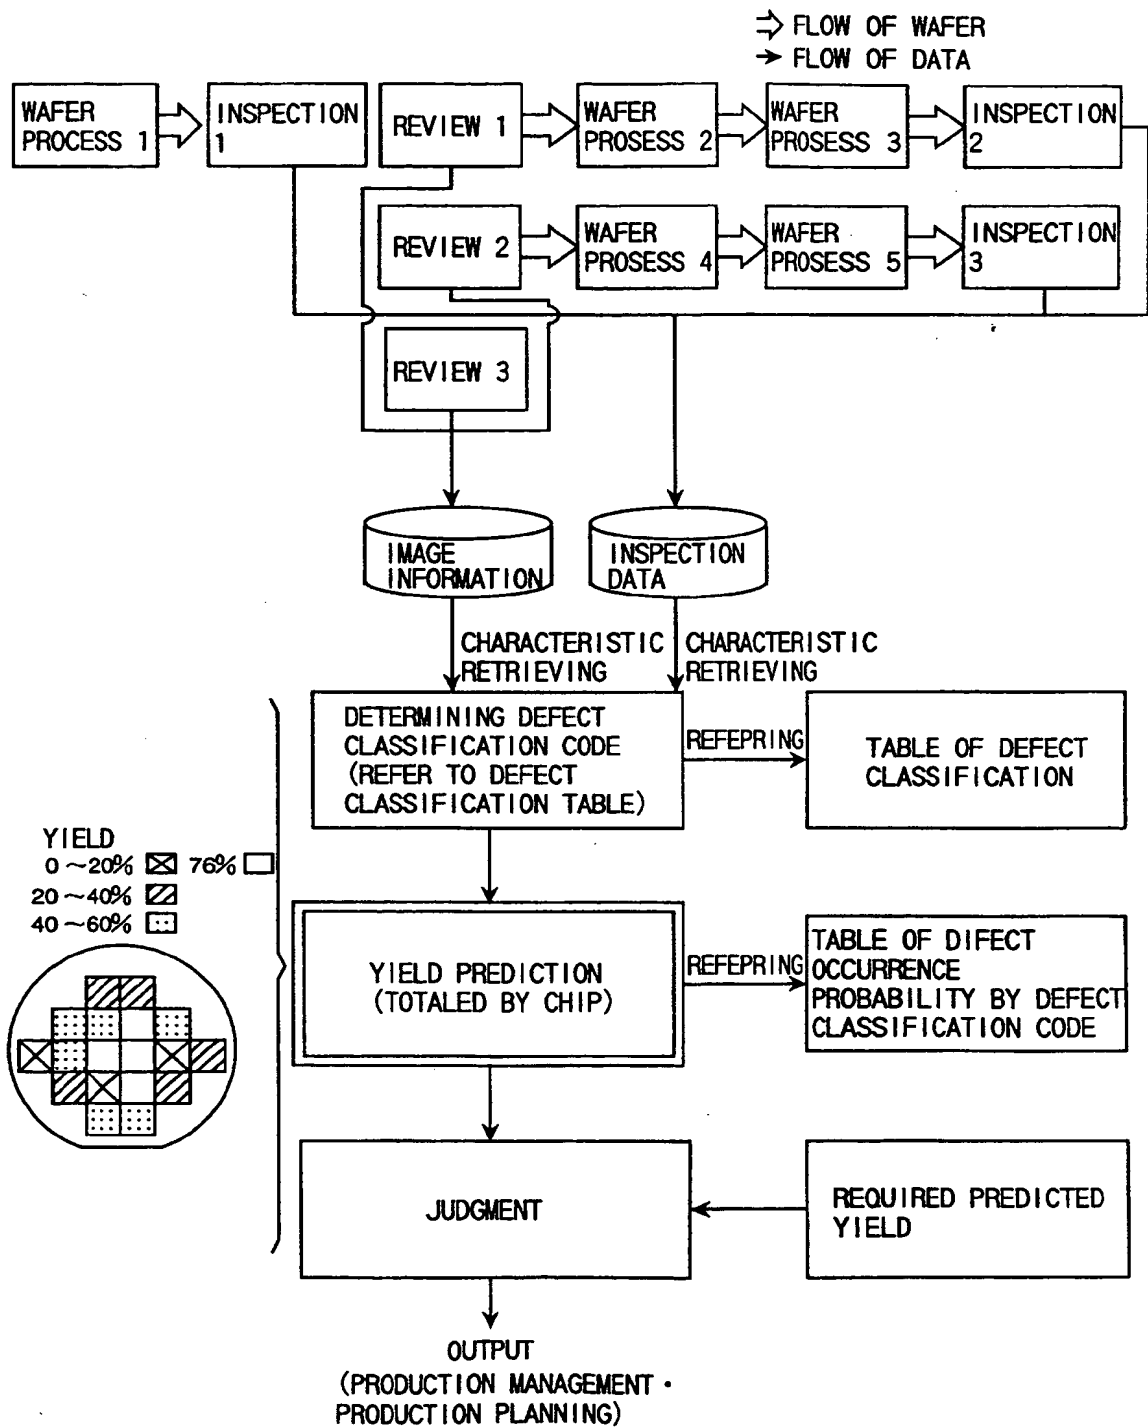 FLOW OF WAFER
FLOW OF DATA
WAFER
PROCESS 1
INSPECTION
1
REVIEW 1
WAFER
PROSESS 2
WAFER
PROSESS 3
INSPECTION
2
REVIEW 2
WAFER
PROSESS 4
WAFER
PROSESS 5
INSPECTION
3
REVIEW 3
IMAGE
INFORMATION
INSPECTION
DATA
CHARACTERISTIC
RETRIEVING
CHARACTERISTIC
RETRIEVING
DETERMINING DEFECT
CLASSIFICATION CODE
(REFER TO DEFECT
CLASSIFICATION TABLE)
REFEPRING
TABLE OF DEFECT
CLASSIFICATION
YIELD
0~20% 76%
20~40%
40~60%
YIELD PREDICTION
(TOTALED BY CHIP)
REFEPRING
TABLE OF DIFECT
OCCURRENCE
PROBABILITY BY DEFECT
CLASSIFICATION CODE
JUDGMENT
REQUIRED PREDICTED
YIELD
OUTPUT
(PRODUCTION MANAGEMENT・
PRODUCTION PLANNING)